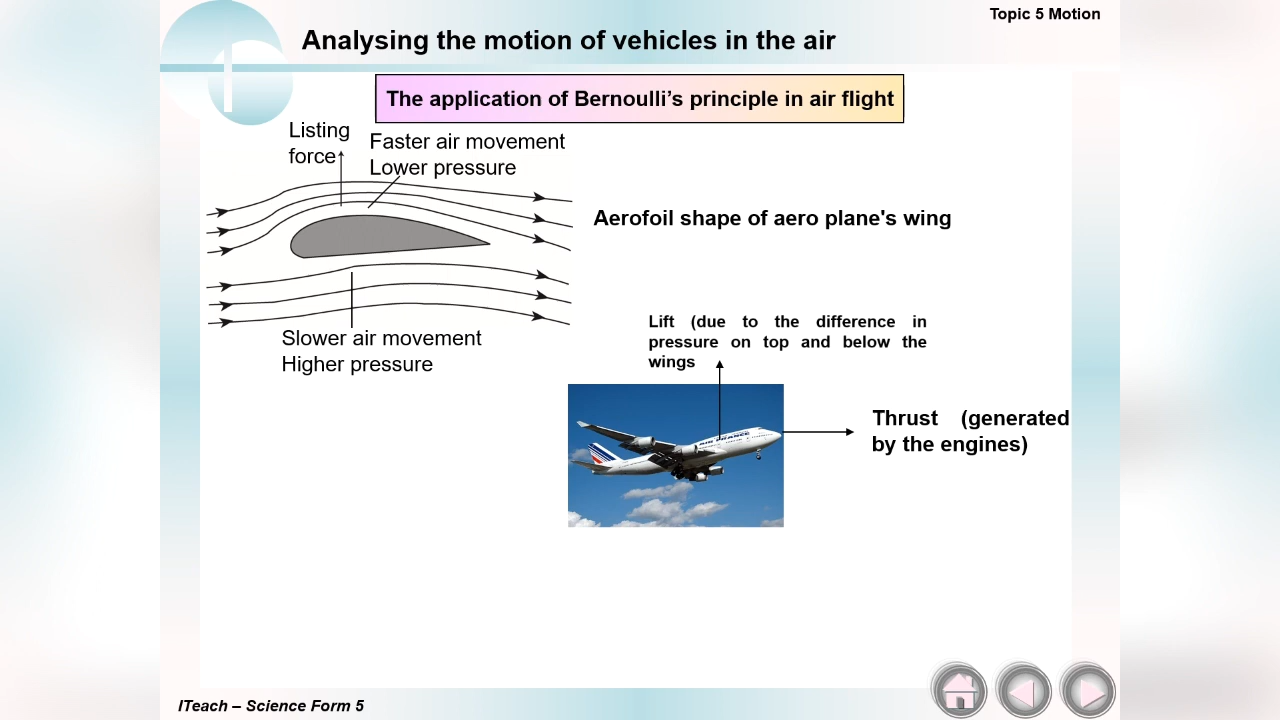 Topic 5 Motion
Analysing the motion of vehicles in the air
The application of Bernoulli’s principle in air flight
Listing
force
Faster air movement
Lower pressure
Aerofoil shape of aero plane's wing
Slower air movement
Higher pressure
Lift (due to the difference in
pressure on top and below the
wings
AIR FRANCE
Thrust (generated
by the engines)
ITeach – Science Form 5